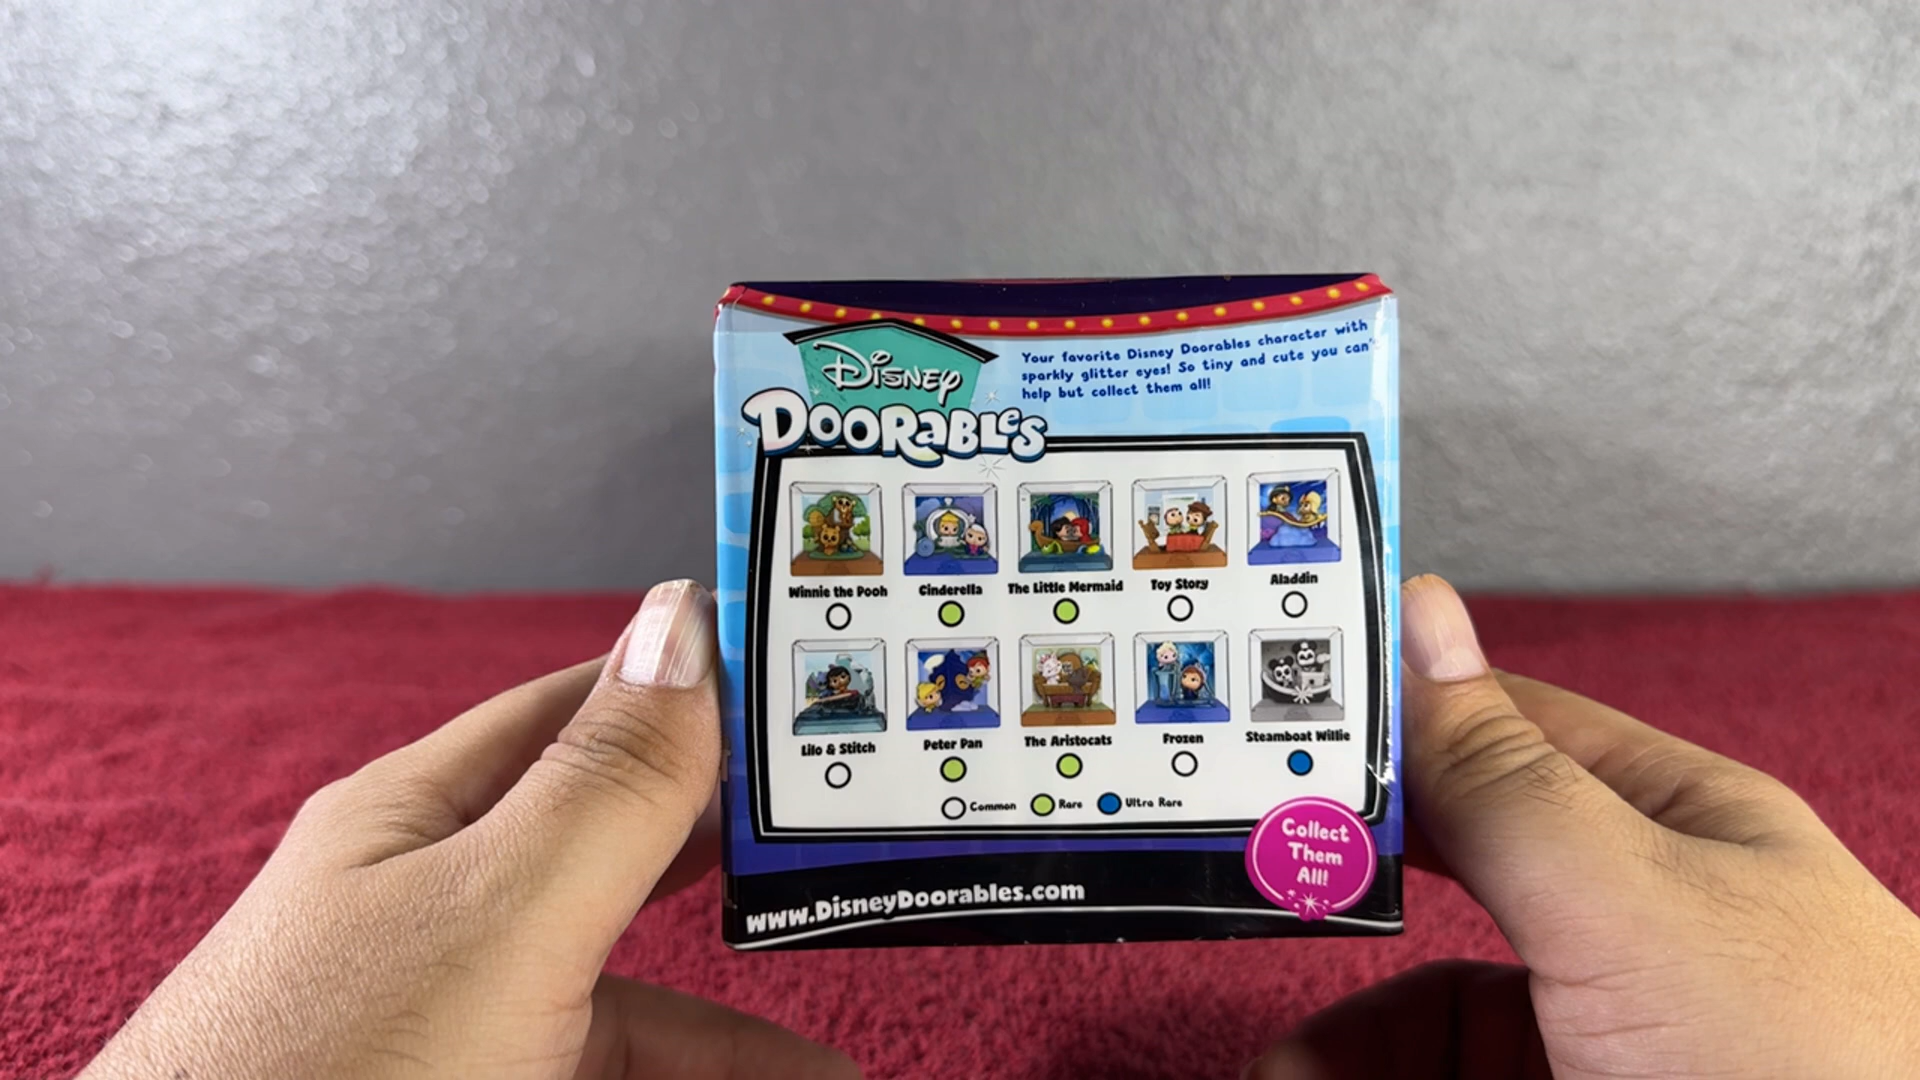 Disney
Doorables
Your favorite Disney Doorables character with
sparkly glitter eyes! So tiny and cute you can'
help but collect them all!
Winnie the Pooh
Cinderella
The Little Mermaid
Toy Story
Aladdin
Lilo & Stitch
Peter Pan
The Aristocats
Frozen
Steamboat Willie
Common
Rare
Ultra Rare
Collect
Them
All!
www.DisneyDoorables.com